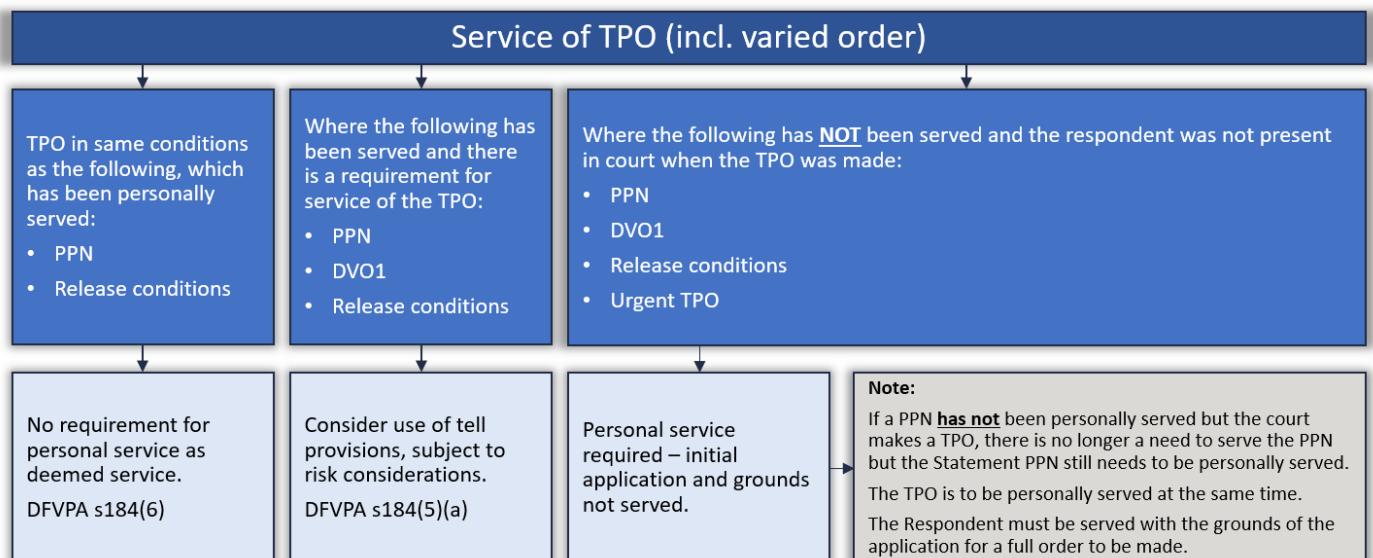 Service of TPO (incl. varied order)
TPO in same conditions
as the following, which
has been personally
served:
• PPN
• Release conditions
Where the following has
been served and there
is a requirement for
service of the TPO:
• PPN
• DVO1
• Release conditions
Where the following has NOT been served and the respondent was not present
in court when the TPO was made:
• PPN
• DVO1
• Release conditions
• Urgent TPO
No requirement for
personal service as
deemed service.
DFVPA s184(6)
Consider use of tell
provisions, subject to
risk considerations.
DFVPA s184(5)(a)
Personal service
required – initial
application and grounds
not served.
Note:
If a PPN has not been personally served but the court
makes a TPO, there is no longer a need to serve the PPN
but the Statement PPN still needs to be personally served.
The TPO is to be personally served at the same time.
The Respondent must be served with the grounds of the
application for a full order to be made.